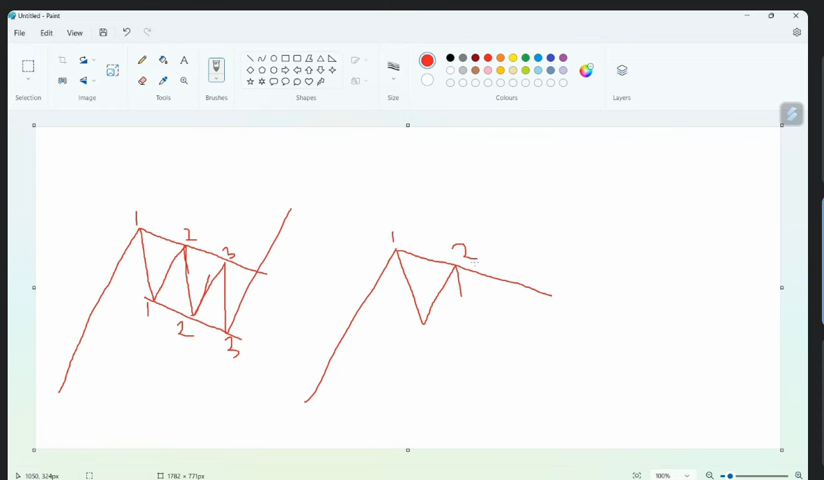 Untitled - Paint
File Edit View
Selection Image Tools Brushes Shapes Size Colours Layers
1 2 3
1 2 3
1 2
1050, 324px 1782 × 771px 100%